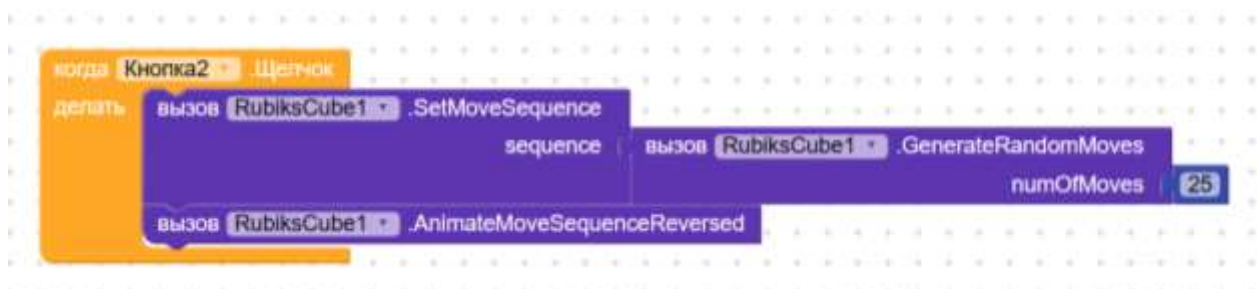 когда Кнопка2 .Щелчок
делать вызов RubiksCube1 .SetMoveSequence
sequence вызов RubiksCube1 .GenerateRandomMoves
numOfMoves 25
вызов RubiksCube1 .AnimateMoveSequenceReversed